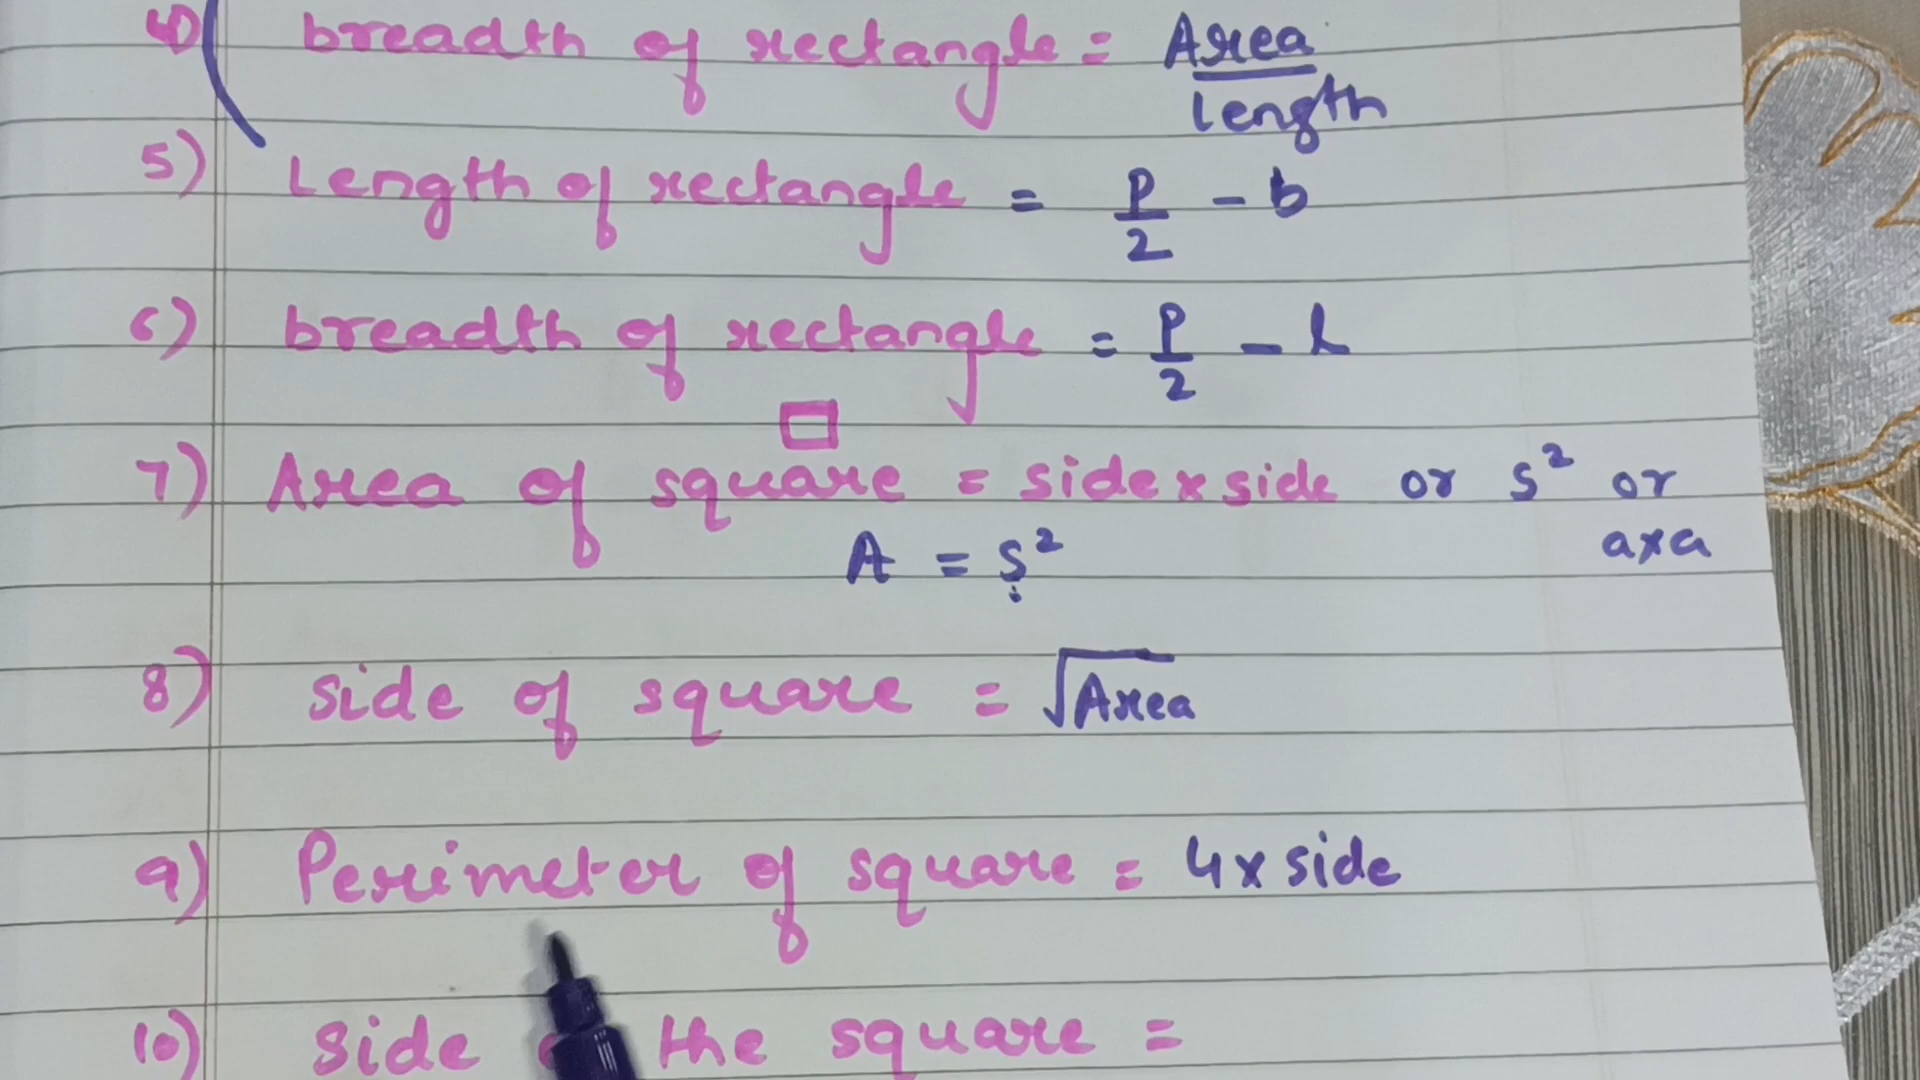 4) breadth of rectangle = Area
length
5) Length of rectangle = P/2 - b
6) breadth of rectangle = P/2 - l
7) Area of square = side x side or s² or
axa
A = s²
8) side of square = √Area
9) Perimeter of square = 4x side
10) side the square =